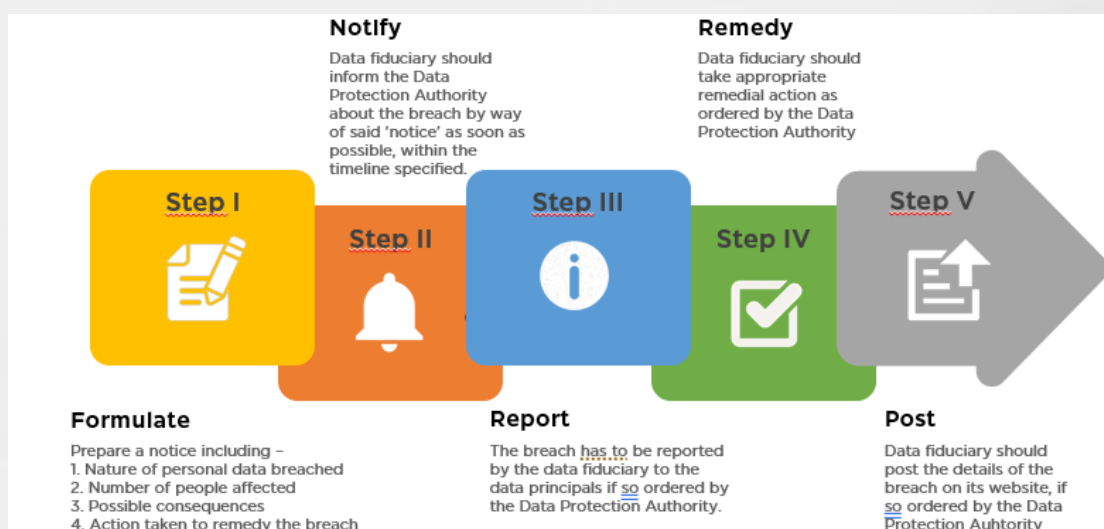 Notify
Data fiduciary should
inform the Data
Protection Authority
about the breach by way
of said 'notice' as soon as
possible, within the
timeline specified.
Remedy
Data fiduciary should
take appropriate
remedial action as
ordered by the Data
Protection Authority
Step I
Step II
Step III
Step IV
Step V
Formulate
Prepare a notice including –
1. Nature of personal data breached
2. Number of people affected
3. Possible consequences
4. Action taken to remedy the breach
Report
The breach has to be reported
by the data fiduciary to the
data principals if so ordered by
the Data Protection Authority.
Post
Data fiduciary should
post the details of the
breach on its website, if
so ordered by the Data
Protection Auhtority